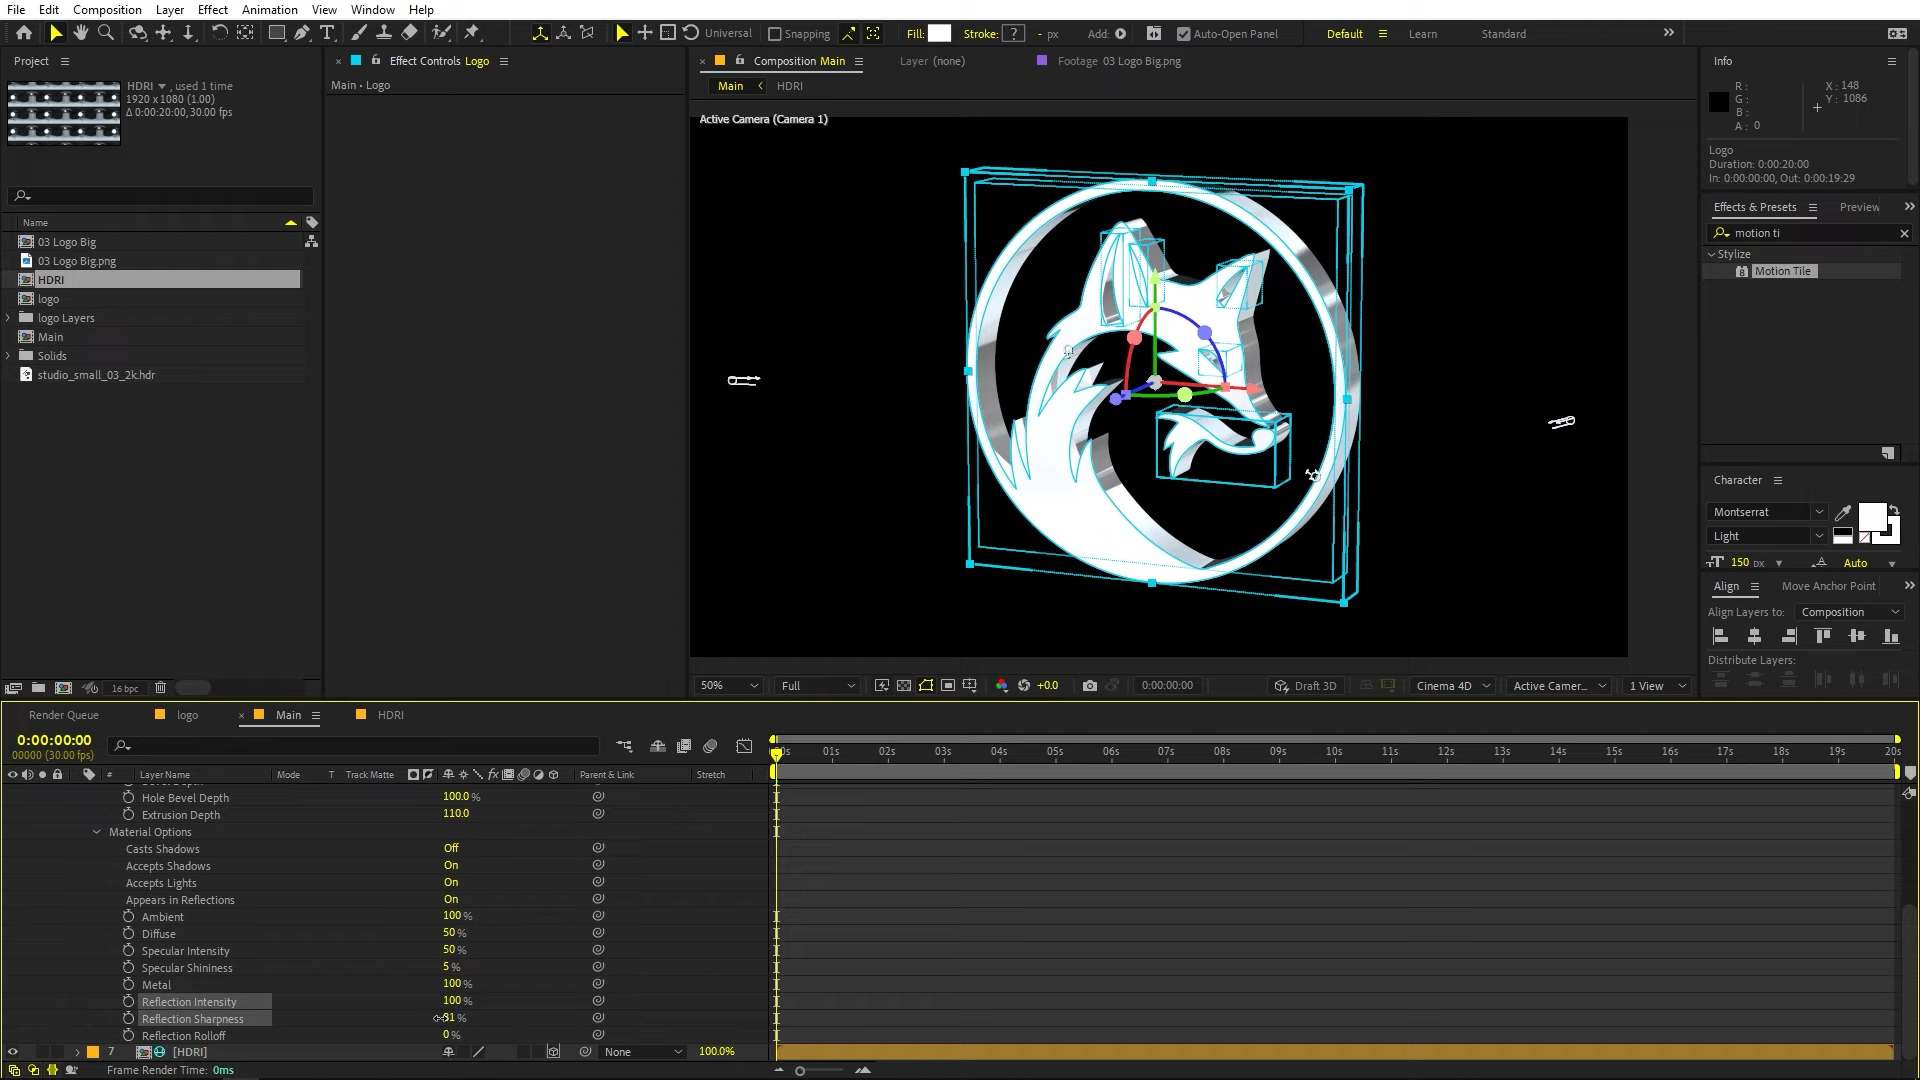 File Edit Composition Layer Effect Animation View Window Help
Universal Snapping Fill: Stroke: ? - px Add: Auto-Open Panel Default Learn Standard
Project
HDRI , used 1 time
1920 x 1080 (1.00)
Δ 0:00:20:00, 30.00 fps
Name
03 Logo Big
03 Logo Big.png
HDRI
logo
logo Layers
Main
Solids
studio_small_03_2k.hdr
16 bpc
Effect Controls Logo
Main • Logo
Composition Main Layer (none) Footage 03 Logo Big.png
Main HDRI
Active Camera (Camera 1)
50% Full +0.0 0:00:00:00 Draft 3D Cinema 4D Active Camer... 1 View
Info
R :
G :
B :
A : 0
X : 148
Y : 1086
Logo
Duration: 0:00:20:00
In: 0:00:00:00, Out: 0:00:19:29
Effects & Presets Preview
motion ti
Stylize
Motion Tile
Character
Montserrat
Light
150 px Auto
Align Move Anchor Point
Align Layers to: Composition
Distribute Layers:
Render Queue logo Main HDRI
0:00:00:00
00000 (30.00 fps)
00s 01s 02s 03s 04s 05s 06s 07s 08s 09s 10s 11s 12s 13s 14s 15s 16s 17s 18s 19s 20s
# Layer Name Mode T Track Matte Parent & Link Stretch
Hole Bevel Depth 100.0 %
Extrusion Depth 110.0
Material Options
Casts Shadows Off
Accepts Shadows On
Accepts Lights On
Appears in Reflections On
Ambient 100 %
Diffuse 50 %
Specular Intensity 50 %
Specular Shininess 5 %
Metal 100 %
Reflection Intensity 100 %
Reflection Sharpness %
Reflection Rolloff 0 %
7 [HDRI] None 100.0%
Frame Render Time: 0ms